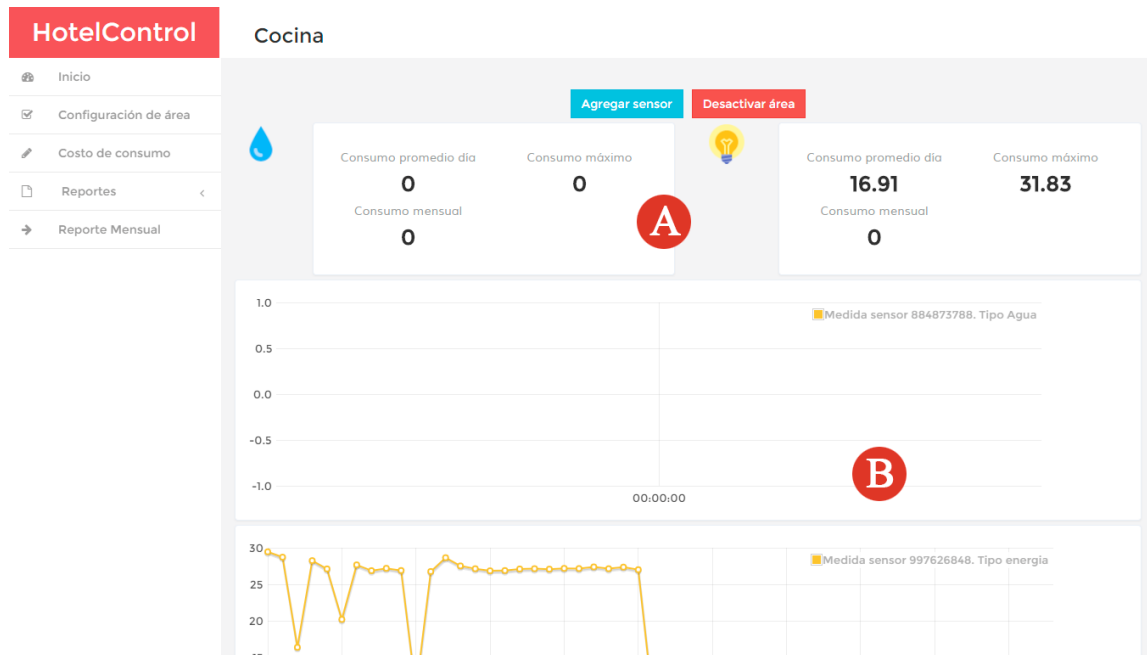 HotelControl
Cocina
Inicio
Configuración de área
Costo de consumo
Reportes
Reporte Mensual
Agregar sensor
Desactivar área
Consumo promedio día
Consumo máximo
0
0
Consumo mensual
0
A
Consumo promedio día
Consumo máximo
16.91
31.83
Consumo mensual
0
1.0
0.5
0.0
-0.5
-1.0
Medida sensor 884873788. Tipo Agua
B
00:00:00
30
25
20
Medida sensor 997626848. Tipo energia